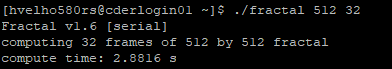 [hvelho580rs@cderlogin01 ~]$ ./fractal 512 32
Fractal v1.6 [serial]
computing 32 frames of 512 by 512 fractal
compute time: 2.8816 s